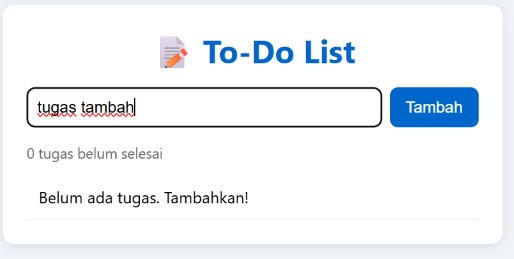 To-Do List
tugas tambah
Tambah
0 tugas belum selesai
Belum ada tugas. Tambahkan!